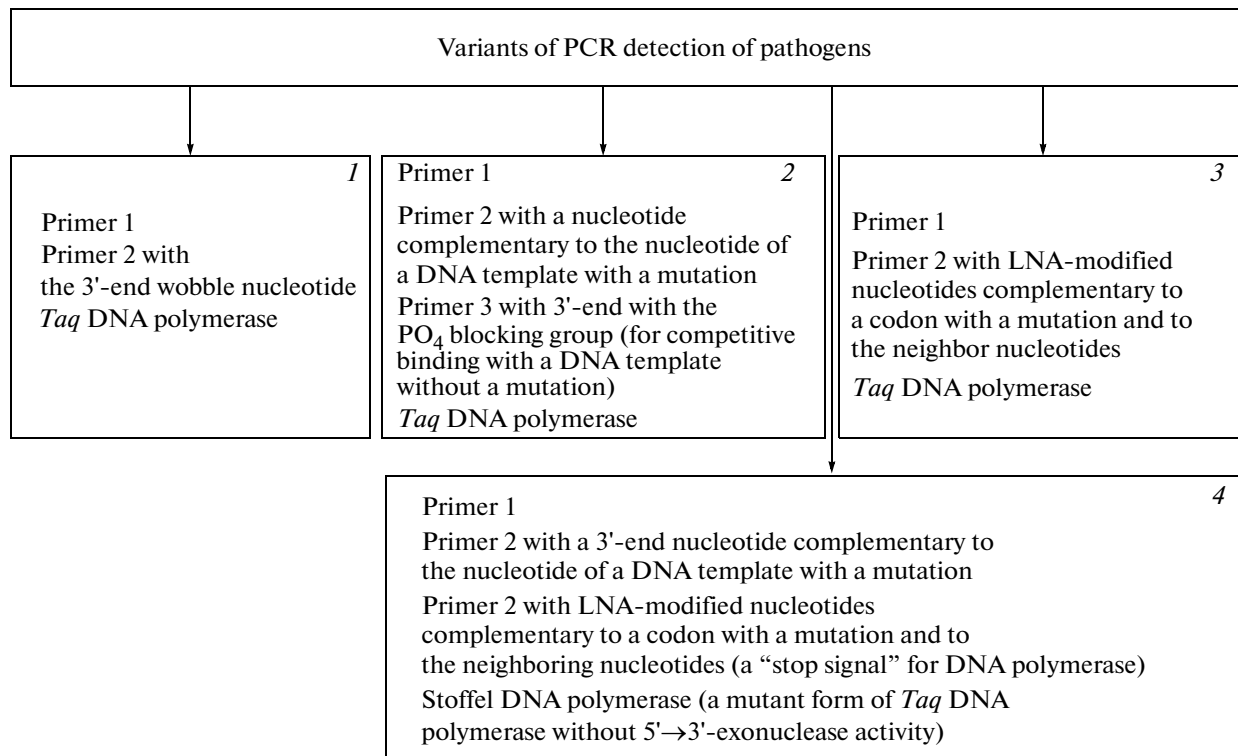 Variants of PCR detection of pathogens
1
Primer 1
Primer 2 with
the 3'-end wobble nucleotide
Taq DNA polymerase
2
Primer 1
Primer 2 with a nucleotide
complementary to the nucleotide of
a DNA template with a mutation
Primer 3 with 3'-end with the
PO4 blocking group (for competitive
binding with a DNA template
without a mutation)
Taq DNA polymerase
3
Primer 1
Primer 2 with LNA-modified
nucleotides complementary to
a codon with a mutation and to
the neighbor nucleotides
Taq DNA polymerase
4
Primer 1
Primer 2 with a 3'-end nucleotide complementary to
the nucleotide of a DNA template with a mutation
Primer 2 with LNA-modified nucleotides
complementary to a codon with a mutation and to
the neighboring nucleotides (a “stop signal” for DNA polymerase)
Stoffel DNA polymerase (a mutant form of Taq DNA
polymerase without 5'→3'-exonuclease activity)